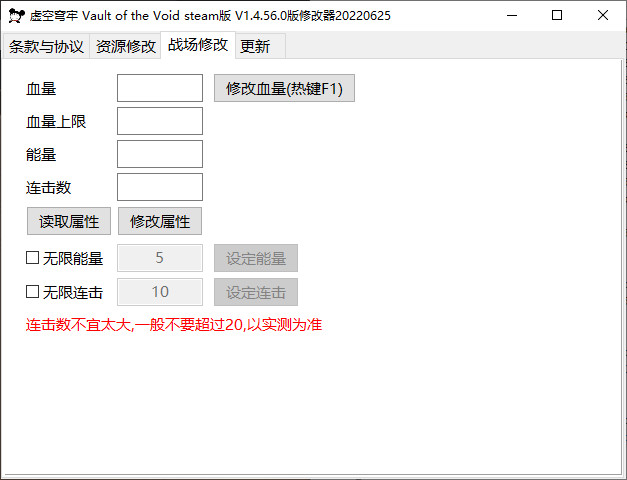 虚空穹牢 Vault of the Void steam版 V1.4.56.0版修改器20220625
条款与协议 资源修改 战场修改 更新
血量 修改血量(热键F1)
血量上限
能量
连击数
读取属性 修改属性
无限能量 5 设定能量
无限连击 10 设定连击
连击数不宜太大,一般不要超过20,以实测为准